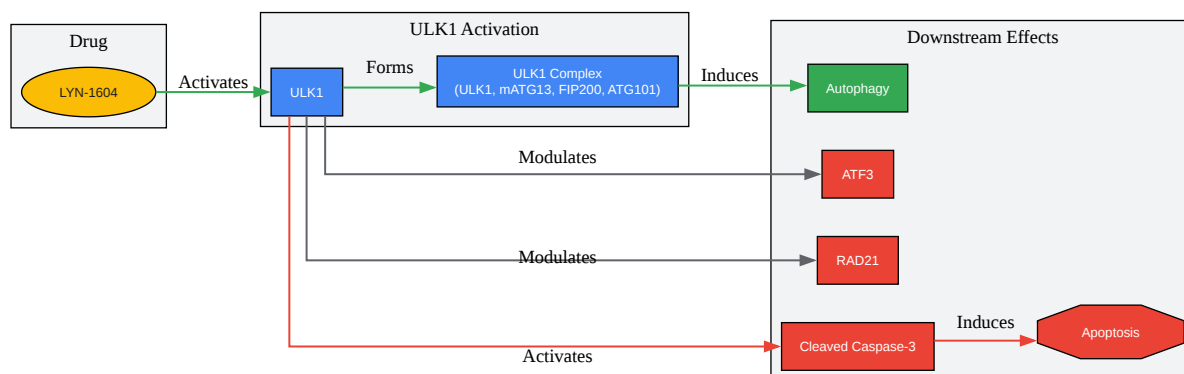 Drug
LYN-1604
Activates
ULK1 Activation
ULK1
Forms
ULK1 Complex
(ULK1, mATG13, FIP200, ATG101)
Induces
Downstream Effects
Autophagy
Modulates
ATF3
Modulates
RAD21
Activates
Cleaved Caspase-3
Induces
Apoptosis